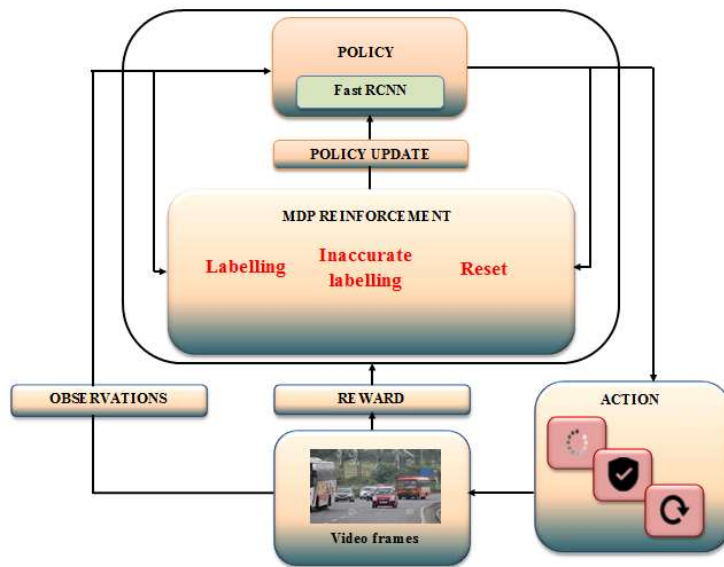 POLICY
Fast RCNN
POLICY UPDATE
MDP REINFORCEMENT
Labelling
Inaccurate
labelling
Reset
OBSERVATIONS
REWARD
ACTION
Video frames